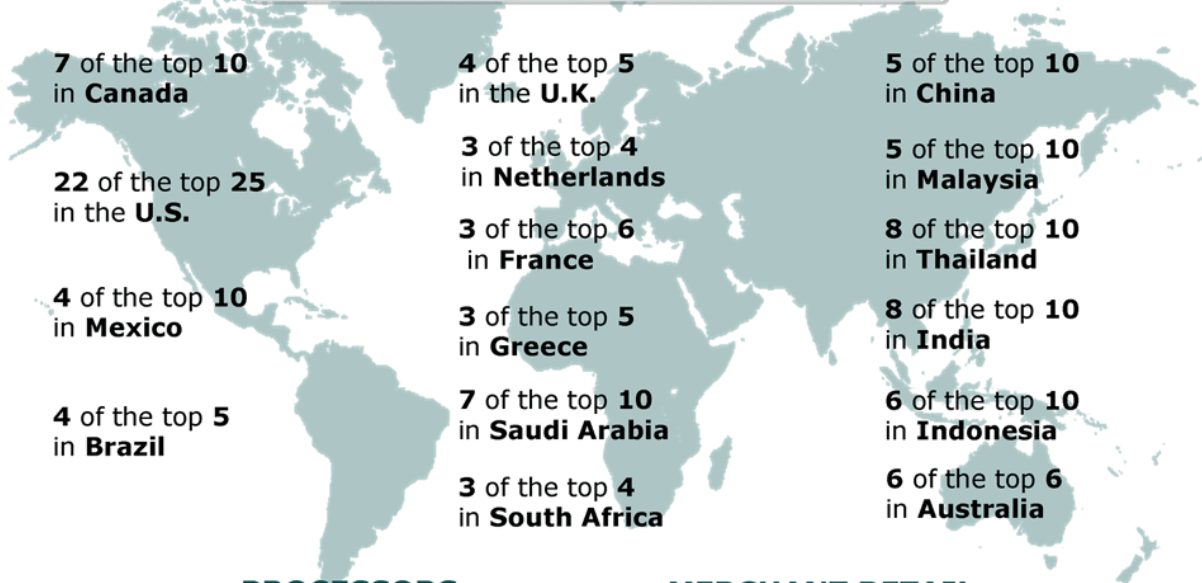 7 of the top 10
in Canada
22 of the top 25
in the U.S.
4 of the top 10
in Mexico
4 of the top 5
in Brazil
4 of the top 5
in the U.K.
3 of the top 4
in Netherlands
3 of the top 6
in France
3 of the top 5
in Greece
7 of the top 10
in Saudi Arabia
3 of the top 4
in South Africa
5 of the top 10
in China
5 of the top 10
in Malaysia
8 of the top 10
in Thailand
8 of the top 10
in India
6 of the top 10
in Indonesia
6 of the top 6
in Australia
PROCESSORS
MERCHANT RETAIL